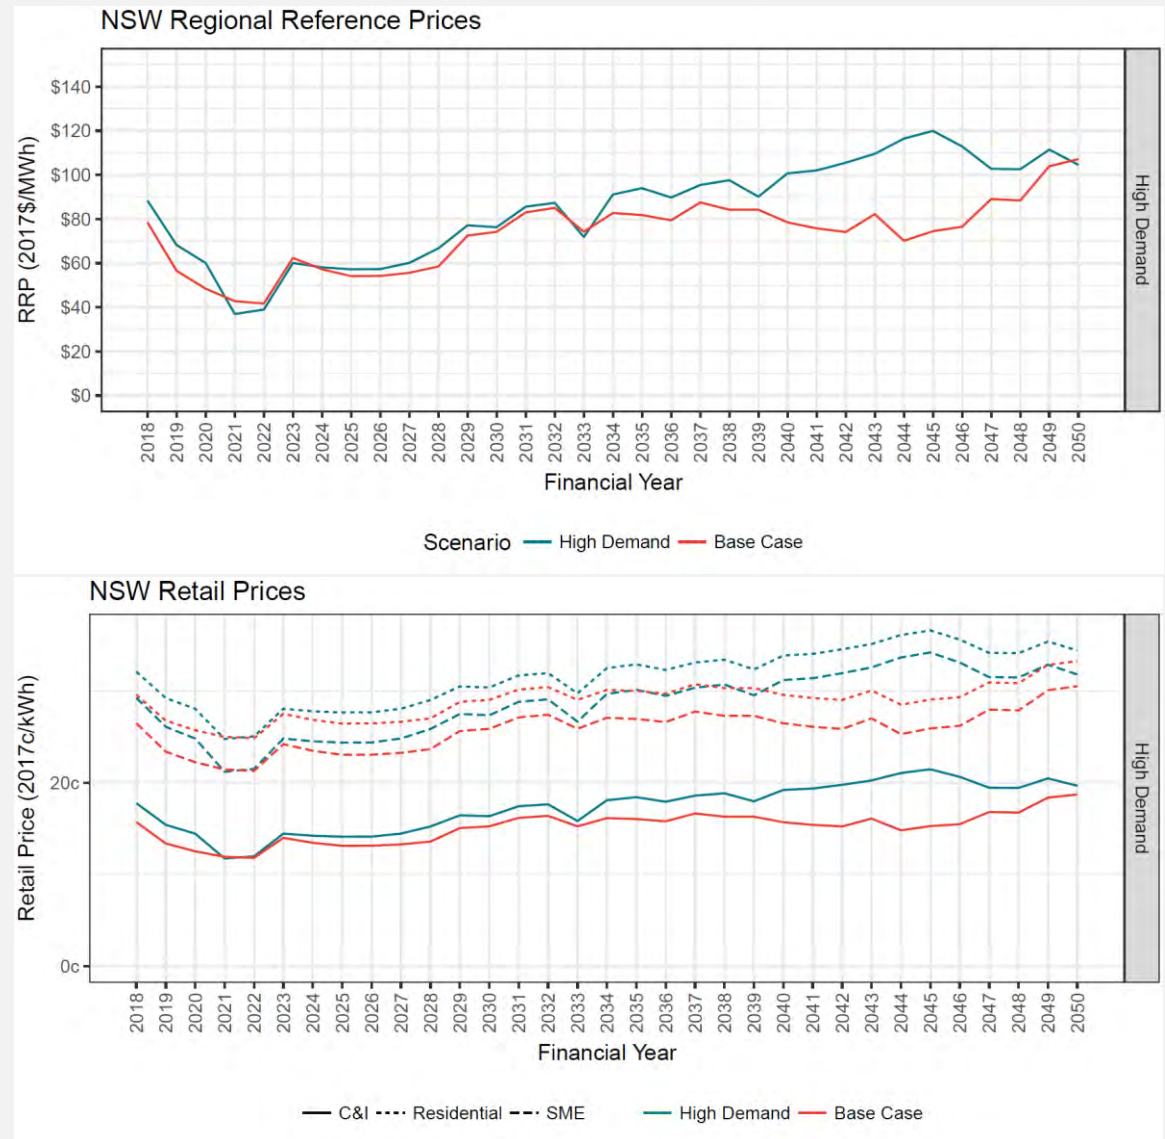 NSW Regional Reference Prices
RRP (2017$/MWh)
$140
$120
$100
$80
$60
$40
$20
$0
High Demand
2018 2019 2020 2021 2022 2023 2024 2025 2026 2027 2028 2029 2030 2031 2032 2033 2034 2035 2036 2037 2038 2039 2040 2041 2042 2043 2044 2045 2046 2047 2048 2049 2050
Financial Year
Scenario High Demand Base Case
NSW Retail Prices
Retail Price (2017c/kWh)
20c
0c
High Demand
2018 2019 2020 2021 2022 2023 2024 2025 2026 2027 2028 2029 2030 2031 2032 2033 2034 2035 2036 2037 2038 2039 2040 2041 2042 2043 2044 2045 2046 2047 2048 2049 2050
Financial Year
C&I Residential SME High Demand Base Case